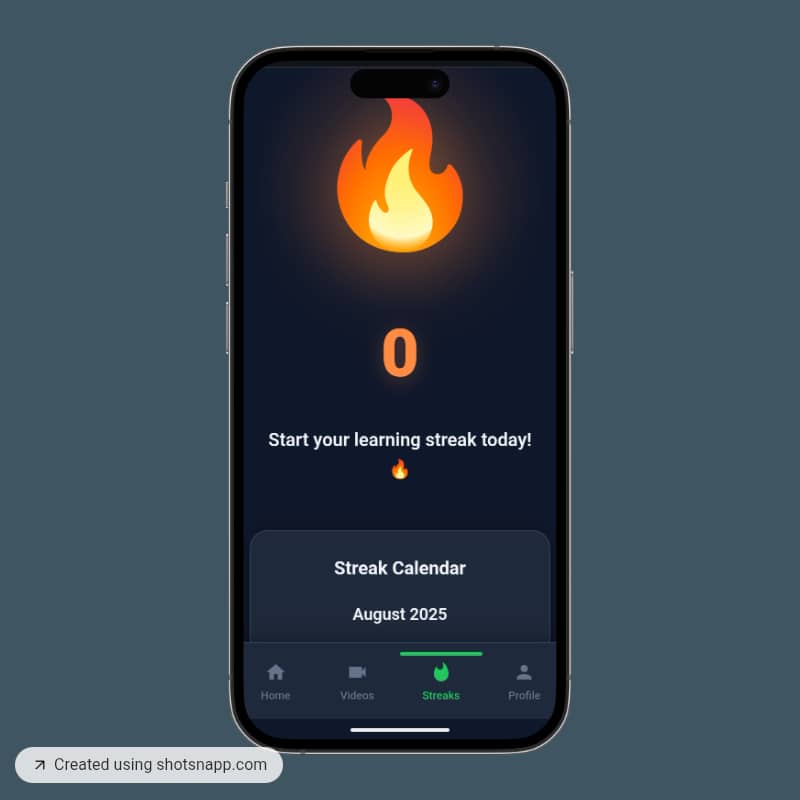 0
Start your learning streak today!
🔥
Streak Calendar
August 2025
Home Videos Streaks Profile
Created using shotsnapp.com